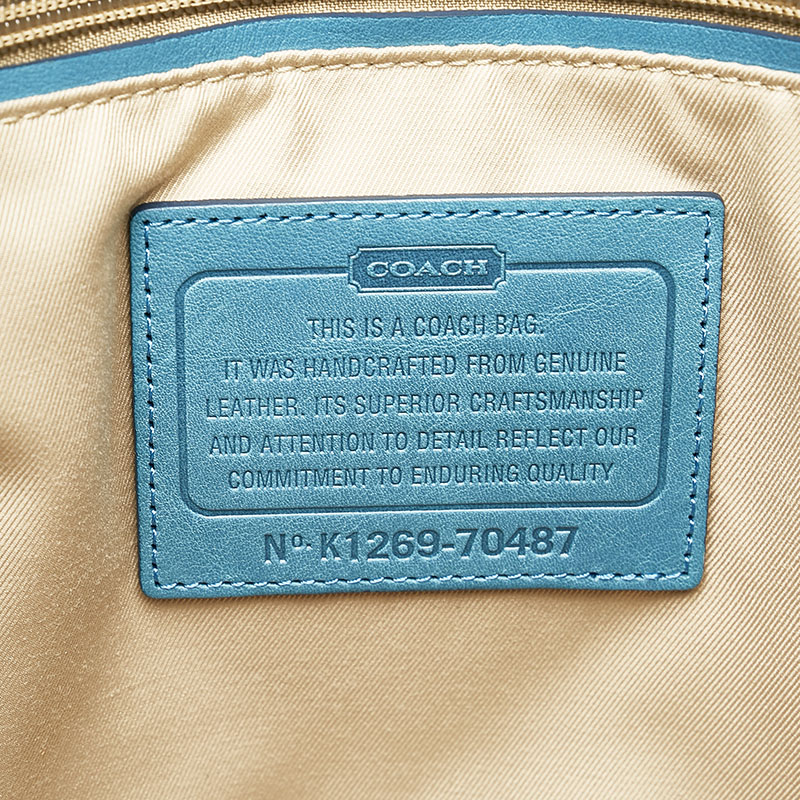 COACH
THIS IS A COACH BAG.
IT WAS HANDCRAFTED FROM GENUINE
LEATHER. ITS SUPERIOR CRAFTSMANSHIP
AND ATTENTION TO DETAIL REFLECT OUR
COMMITMENT TO ENDURING QUALITY
Nº. K1269-70487